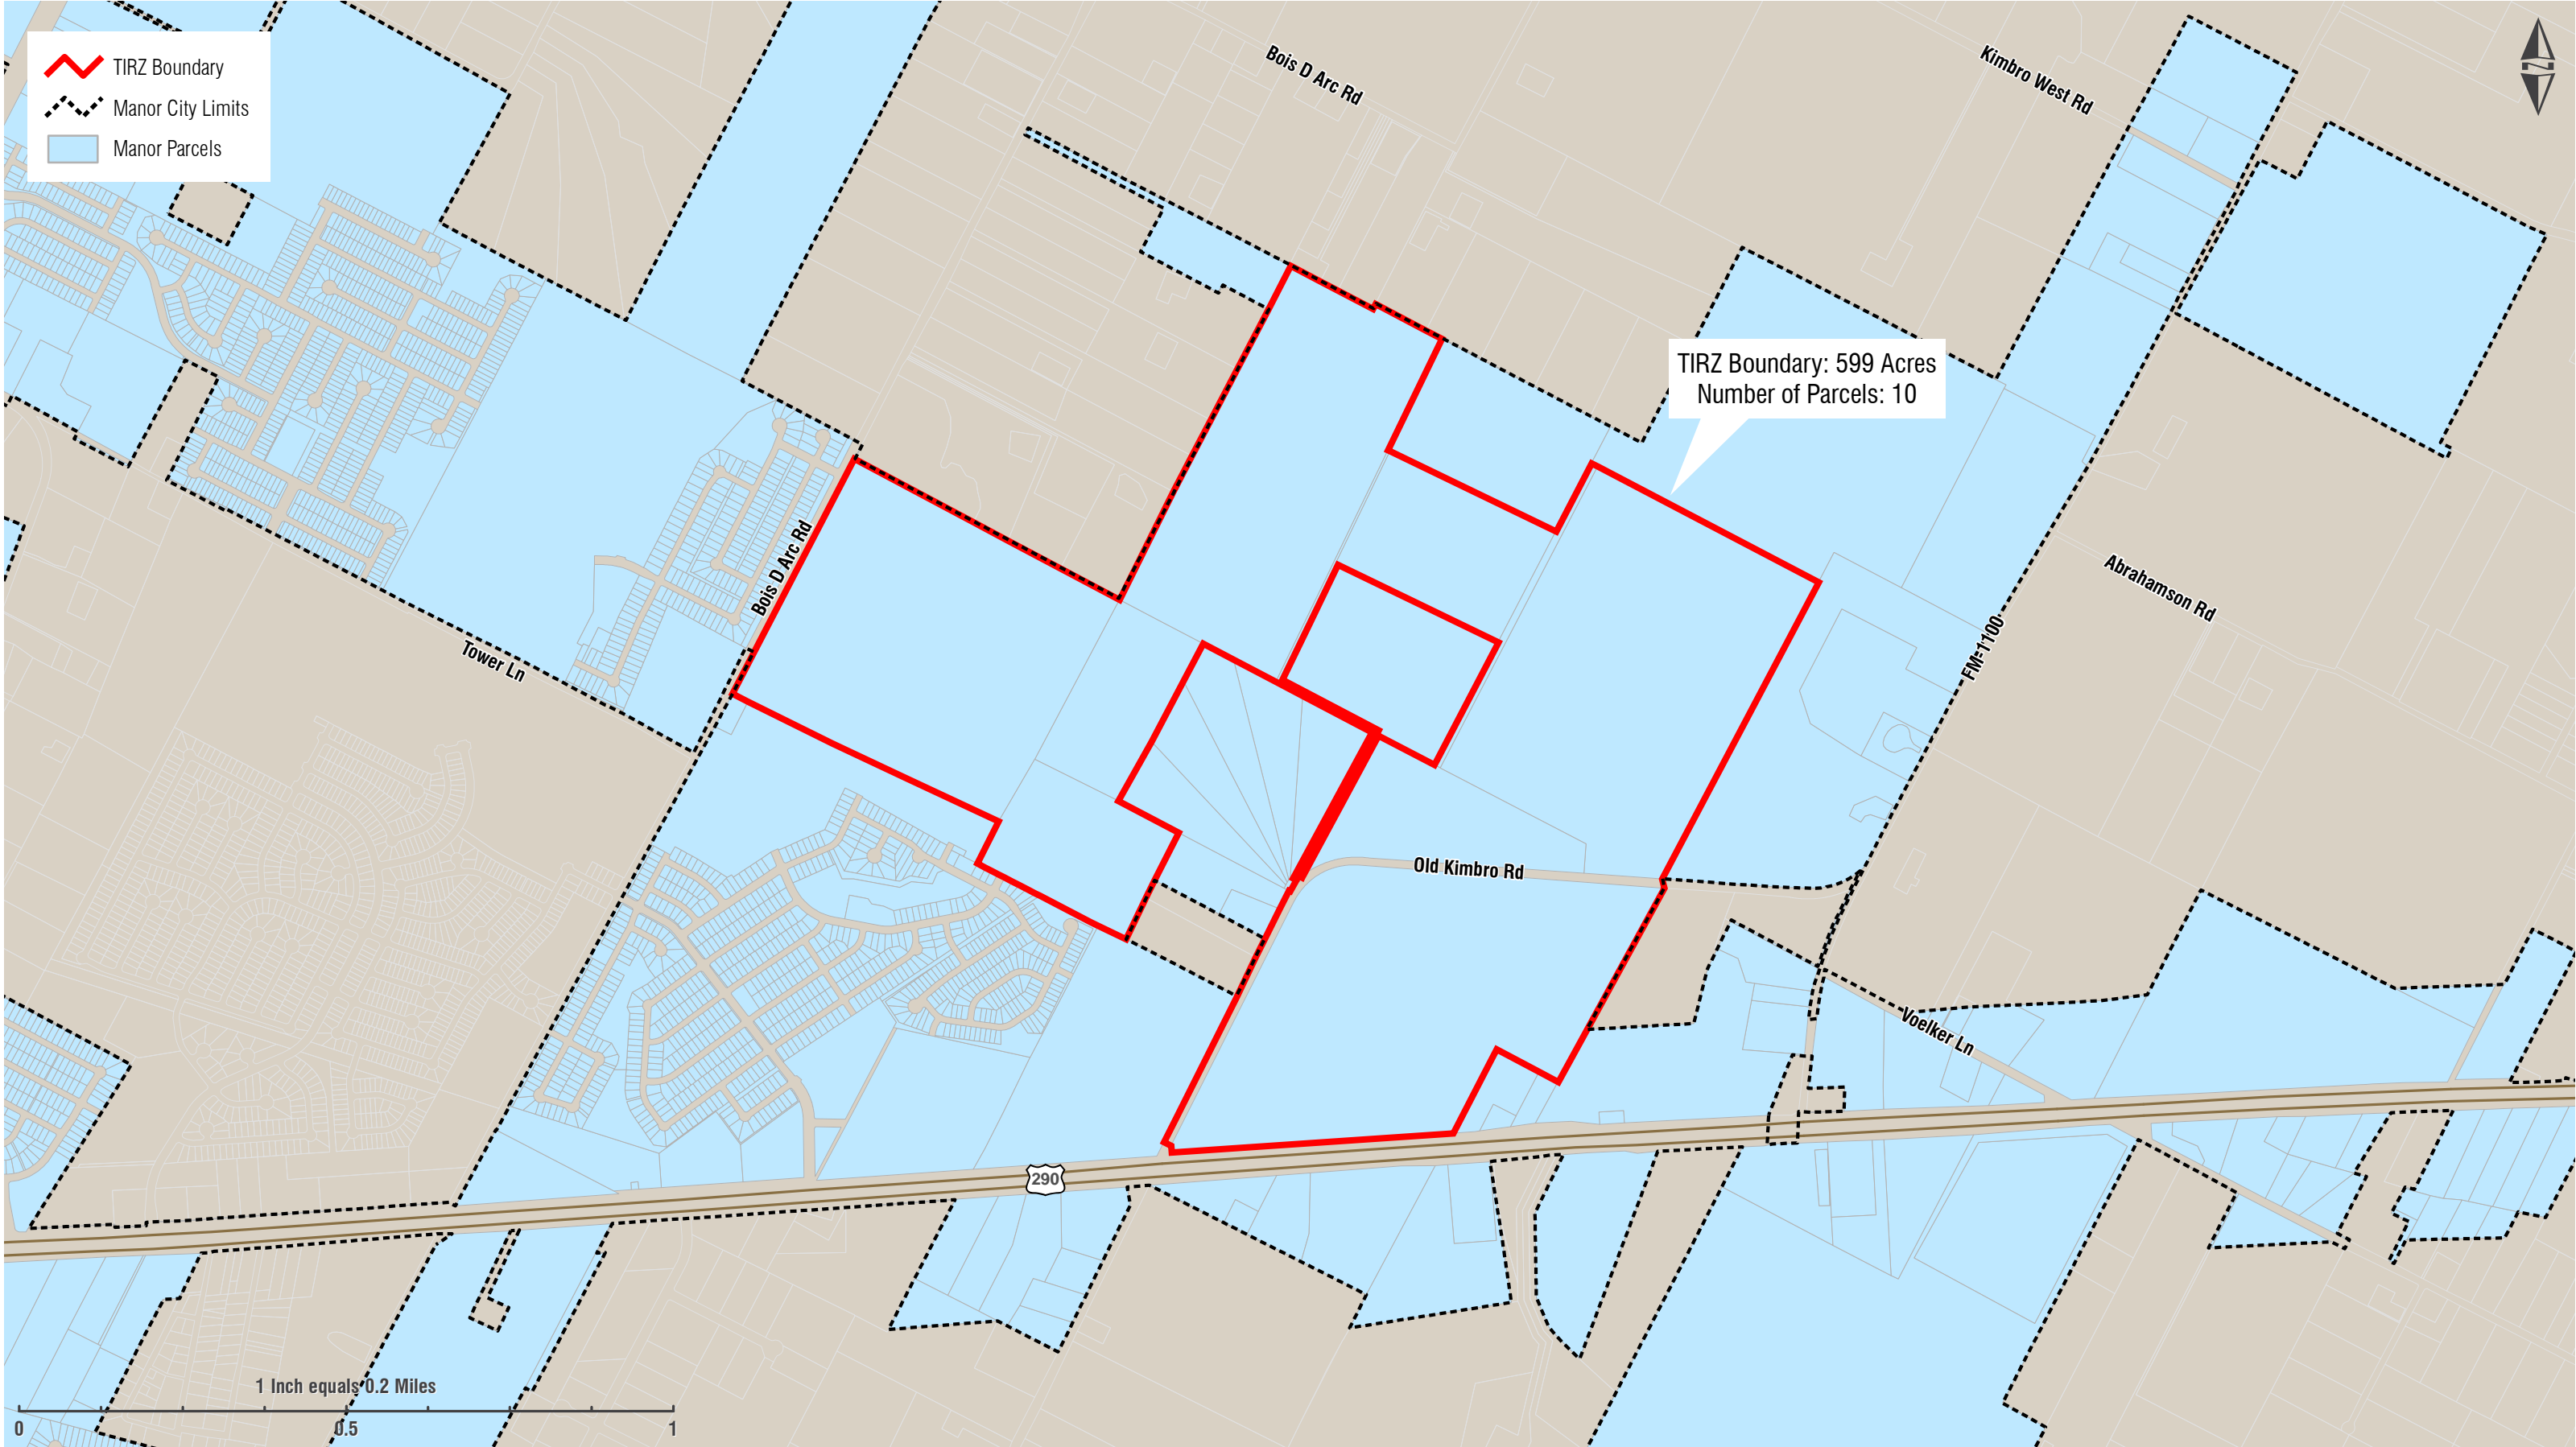 TIRZ Boundary
Manor City Limits
Manor Parcels
Bois D Arc Rd
Kimbro West Rd
TIRZ Boundary: 599 Acres
Number of Parcels: 10
Bois D Arc Rd
Abrahamson Rd
FM-1100
Tower Ln
Old Kimbro Rd
Voelker Ln
290
1 Inch equals 0.2 Miles
0 0.5 1
N